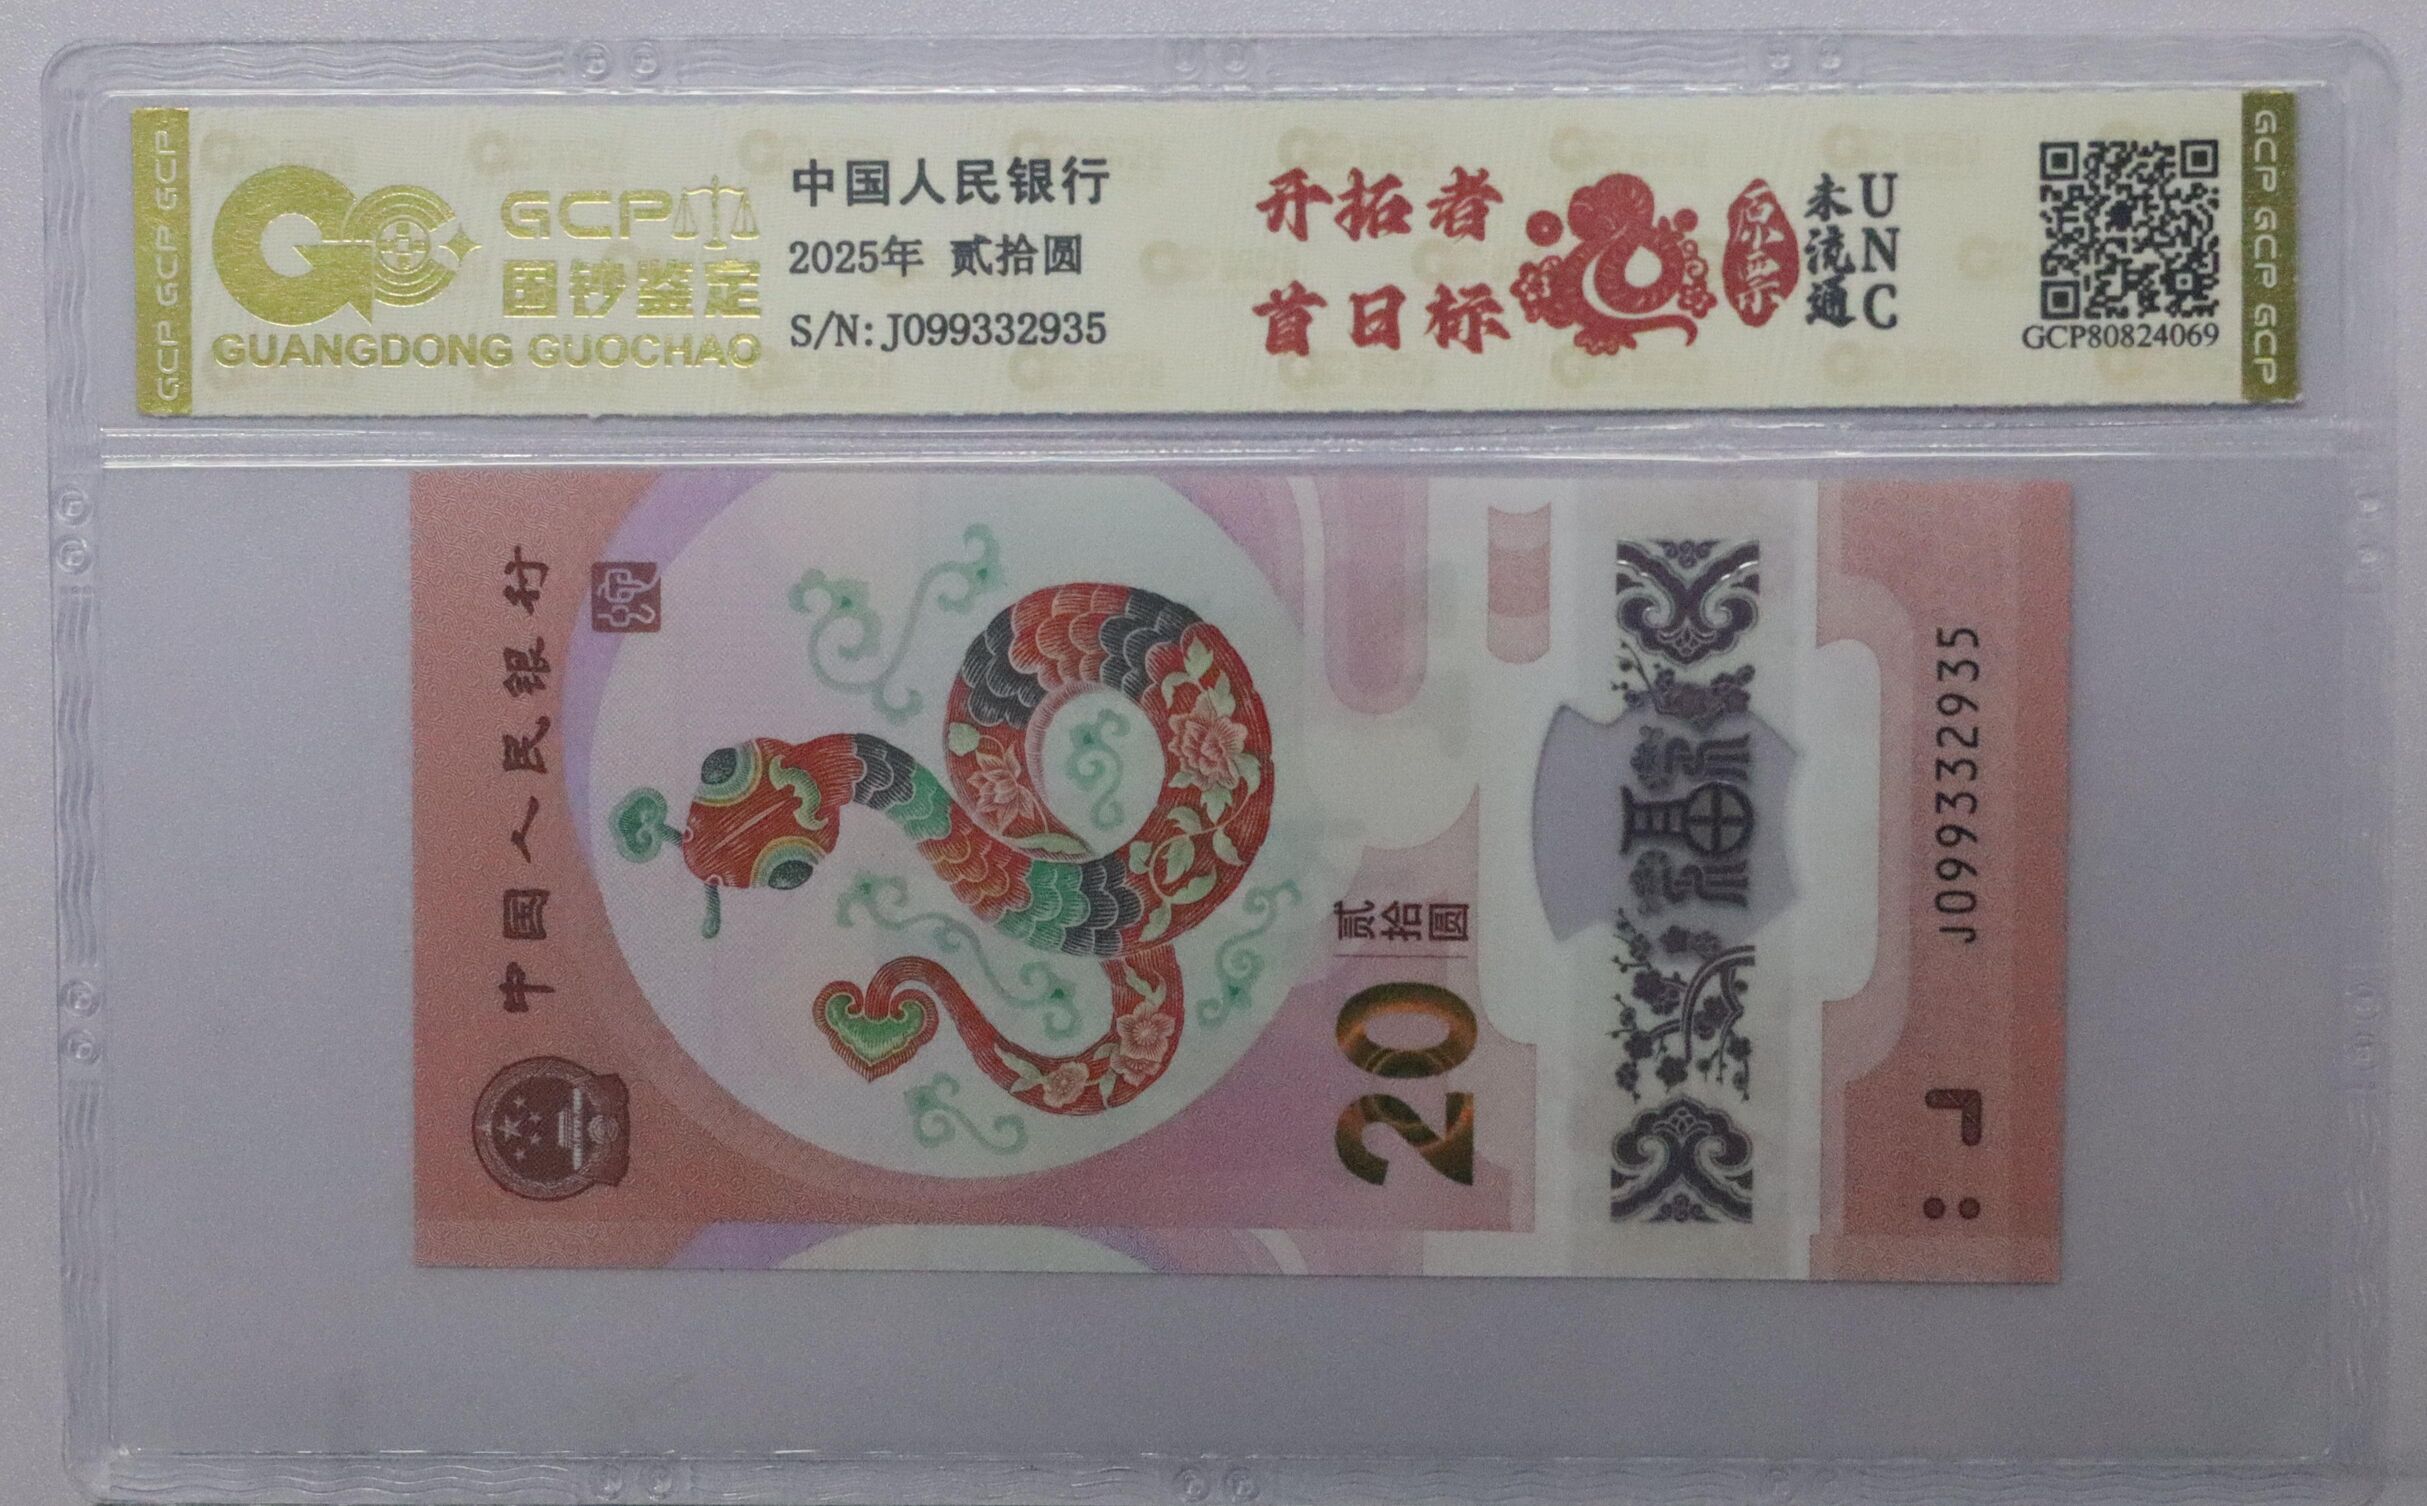 GCP
国钞鉴定
GUANGDONG GUOCHAO
中国人民银行
2025年 贰拾圆
S/N: J099332935
开拓者
首日标
原票
未流通
UNC
GCP80824069
GCP GCP GCP
GCP GCP GCP
中国人民银行
贰拾圆
20
福
J099332935